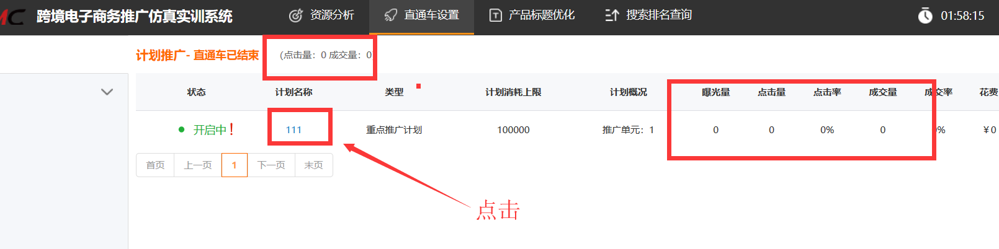 MC 跨境电子商务推广仿真实训系统 资源分析 直通车设置 产品标题优化 搜索排名查询 01:58:15
计划推广- 直通车已结束 (点击量：0 成交量：0
状态 计划名称 类型 计划消耗上限 计划概况 曝光量 点击量 点击率 成交量 成交率 花费
开启中！ 111 重点推广计划 100000 推广单元：1 0 0 0% 0 0% ￥0
首页 上一页 1 下一页 末页
点击